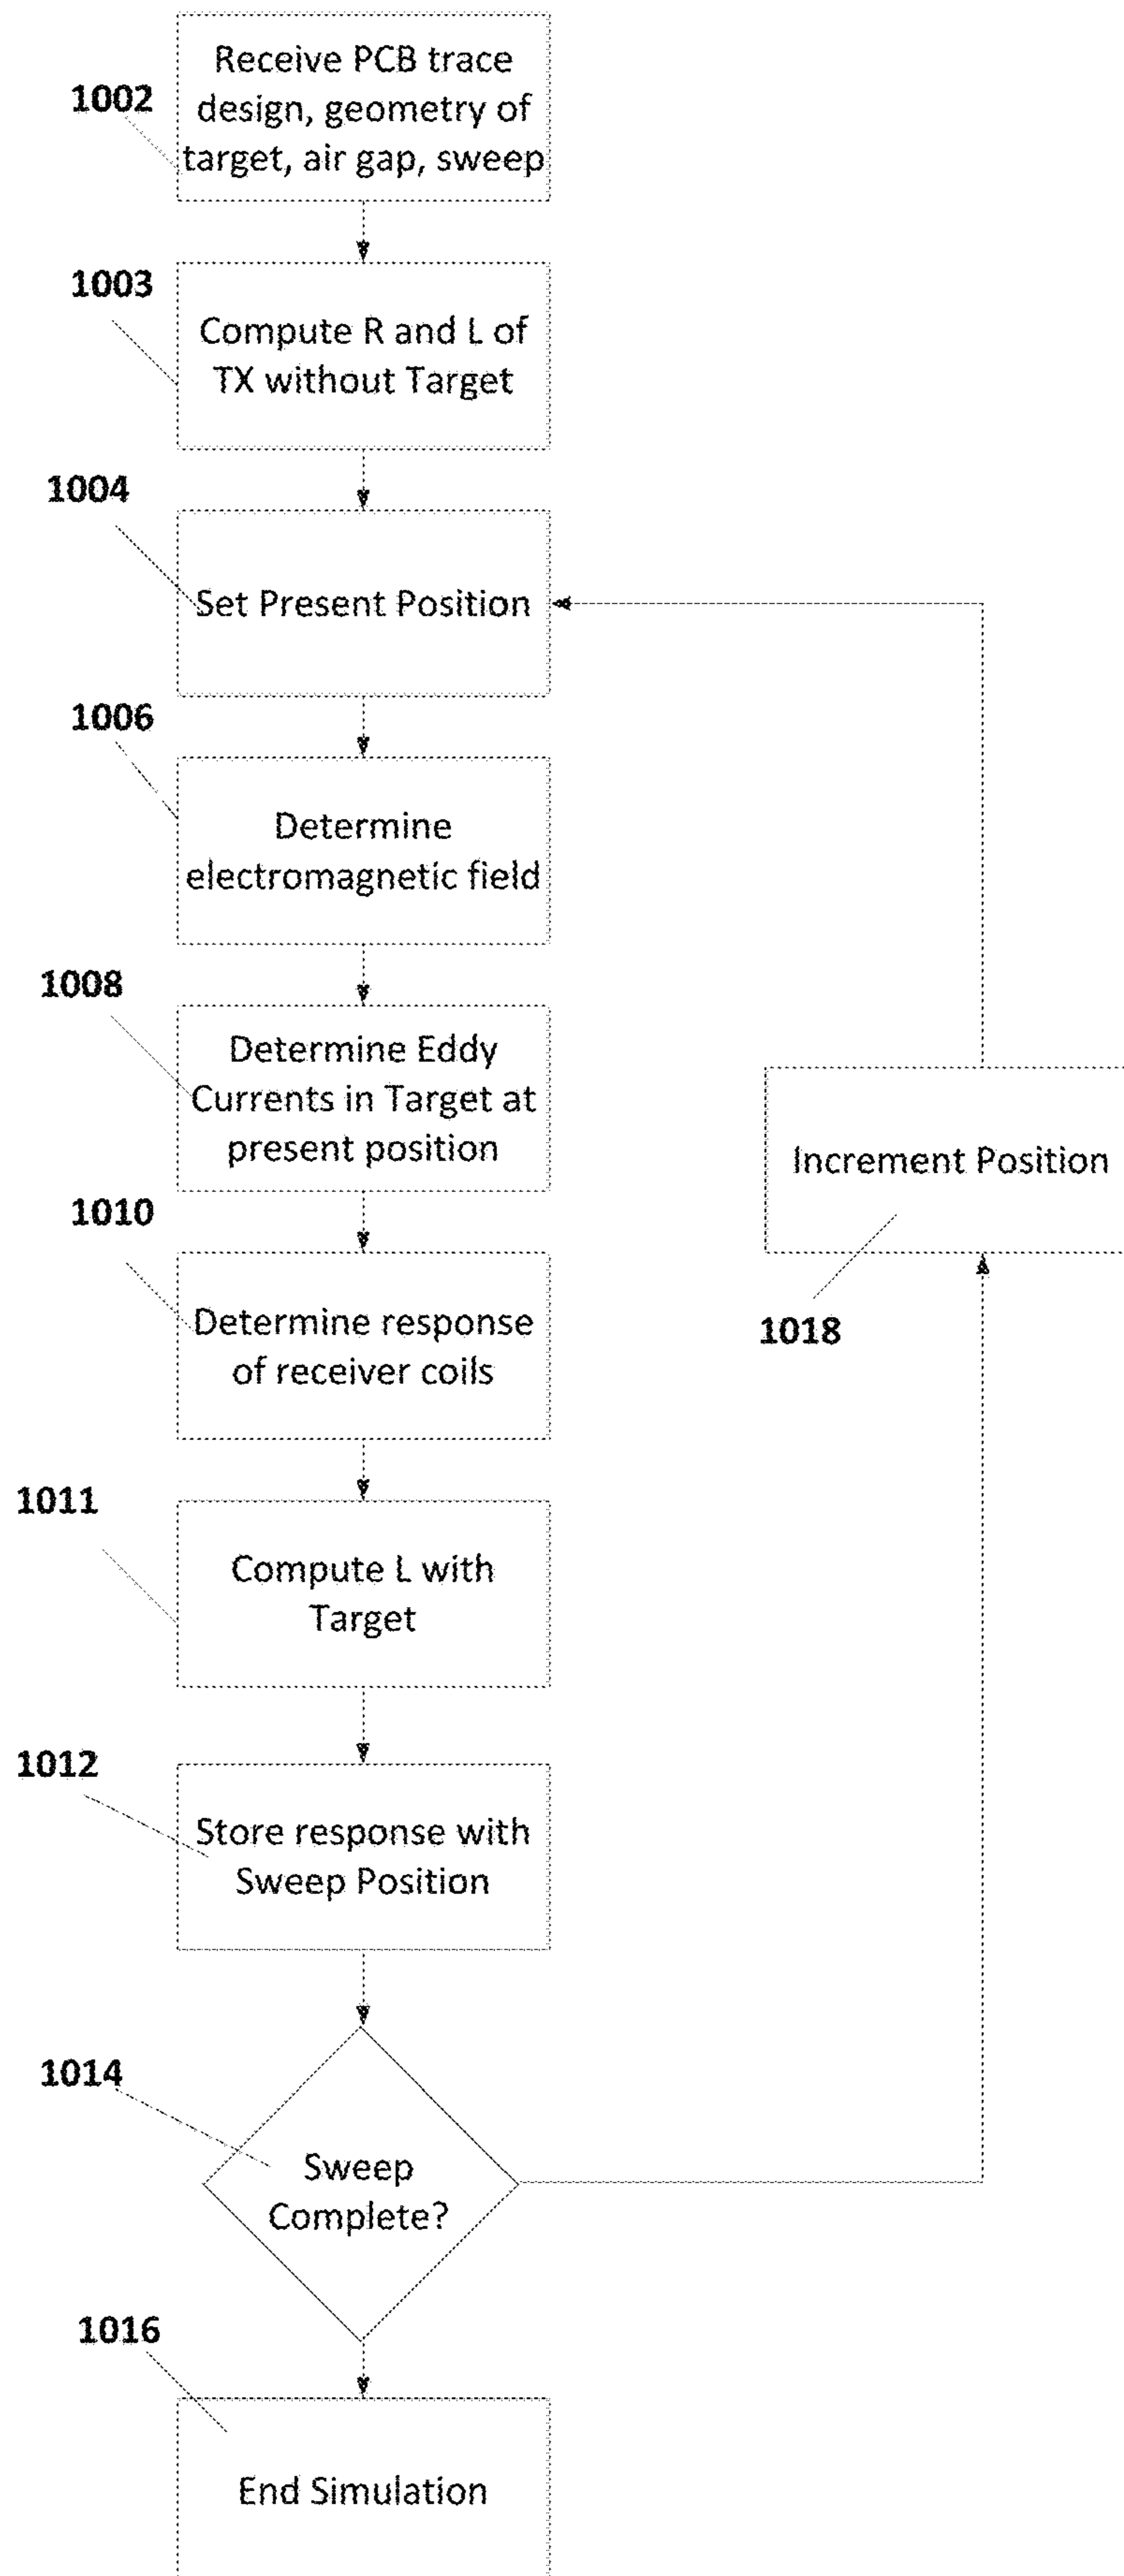 1002
Receive PCB trace
design, geometry of
target, air gap, sweep
1003
Compute R and L of
TX without Target
1004
Set Present Position
1006
Determine
electromagnetic field
1008
Determine Eddy
Currents in Target at
present position
1010
Determine response
of receiver coils
Increment Position
1018
1011
Compute L with
Target
1012
Store response with
Sweep Position
1014
Sweep
Complete?
1016
End Simulation